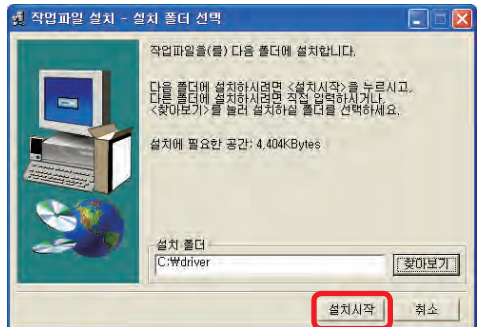 작업파일 설치 - 설치 폴더 선택
작업파일을(를) 다음 폴더에 설치합니다.
다음 폴더에 설치하시려면 <설치시작>을 누르시고,
다른 폴더에 설치하시려면 직접 입력하시거나,
<찾아보기>를 눌러 설치하실 폴더를 선택하세요.
설치에 필요한 공간: 4,404KBytes
설치 폴더
C:₩driver
찾아보기
설치시작
취소